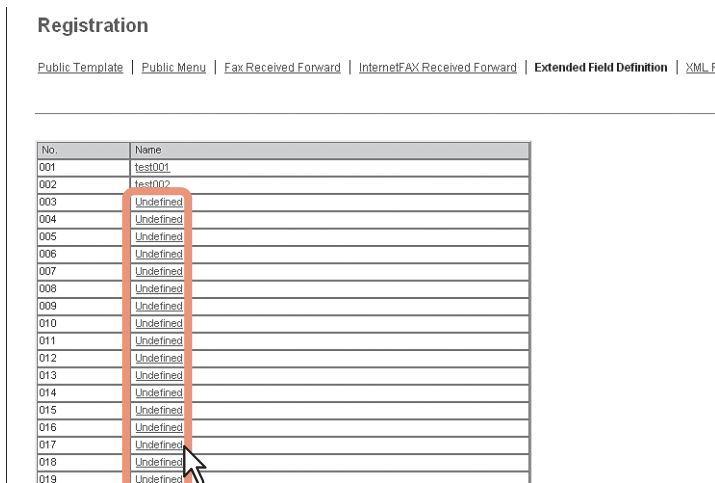 Registration
Public Template | Public Menu | Fax Received Forward | InternetFAX Received Forward | Extended Field Definition | XML
No. Name
001 test001
002 test002
003 Undefined
004 Undefined
005 Undefined
006 Undefined
007 Undefined
008 Undefined
009 Undefined
010 Undefined
011 Undefined
012 Undefined
013 Undefined
014 Undefined
015 Undefined
016 Undefined
017 Undefined
018 Undefined
019 Undefined